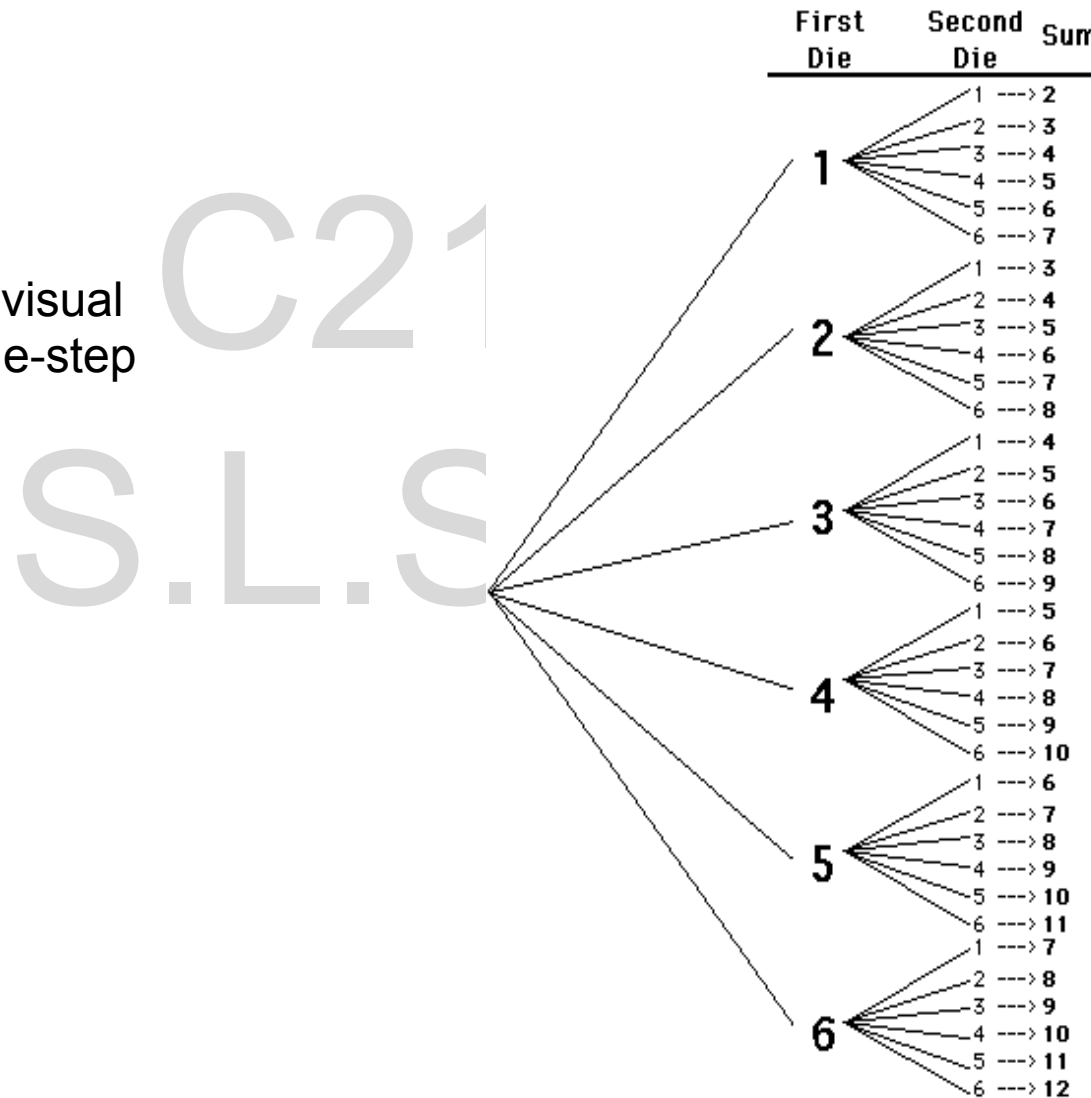 First Second Sum
Die Die
1 ---> 2
2 ---> 3
1 3 ---> 4
4 ---> 5
5 ---> 6
6 ---> 7
1 ---> 3
2 ---> 4
2 3 ---> 5
4 ---> 6
5 ---> 7
6 ---> 8
1 ---> 4
2 ---> 5
3 3 ---> 6
4 ---> 7
5 ---> 8
6 ---> 9
1 ---> 5
2 ---> 6
4 3 ---> 7
4 ---> 8
5 ---> 9
6 ---> 10
1 ---> 6
2 ---> 7
5 3 ---> 8
4 ---> 9
5 ---> 10
6 ---> 11
1 ---> 7
2 ---> 8
6 3 ---> 9
4 ---> 10
5 ---> 11
6 ---> 12
visual
e-step
C21
S.L.S